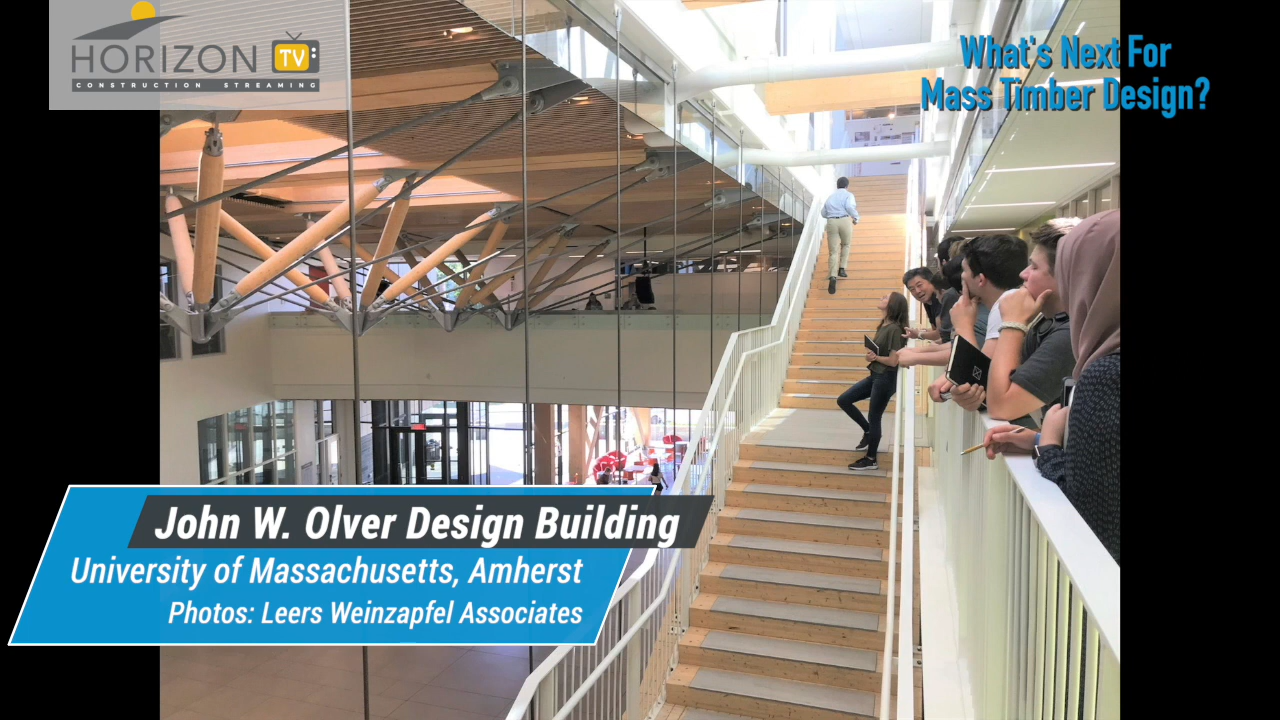 HORIZON TV:
CONSTRUCTION STREAMING
What's Next For
Mass Timber Design?
John W. Olver Design Building
University of Massachusetts, Amherst
Photos: Leers Weinzapfel Associates